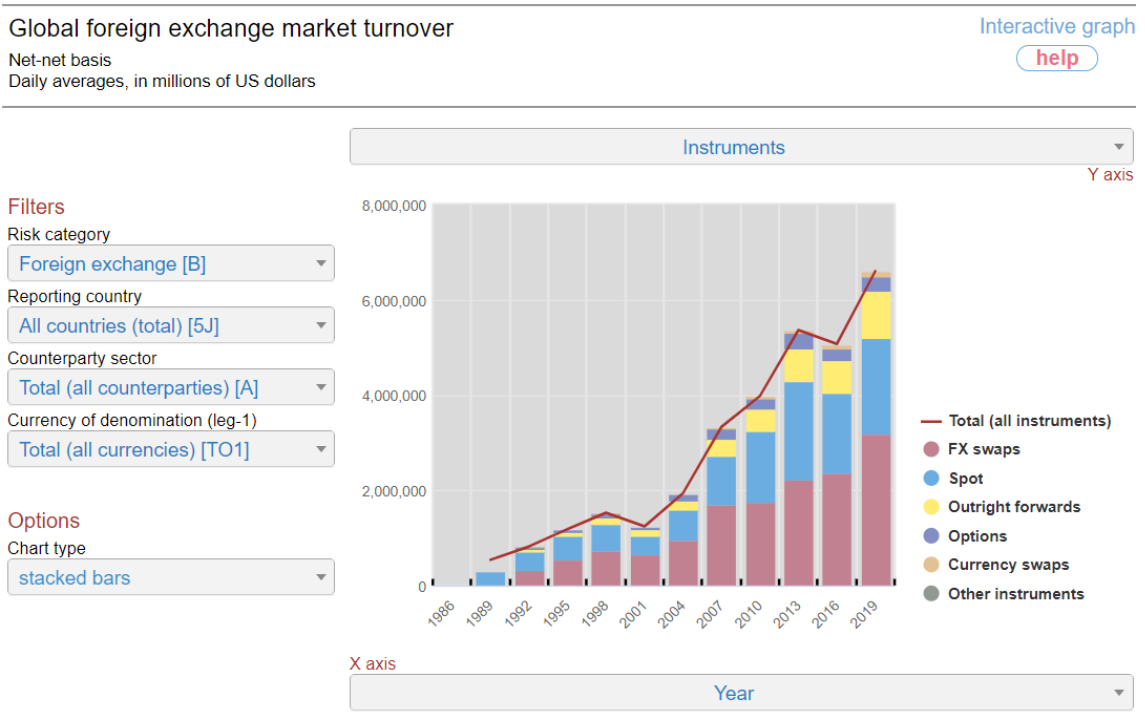 Global foreign exchange market turnover
Interactive graph
Net-net basis
help
Daily averages, in millions of US dollars
Instruments
Y axis
Filters
Risk category
Foreign exchange [B]
Reporting country
All countries (total) [5J]
Counterparty sector
Total (all counterparties) [A]
Currency of denomination (leg-1)
Total (all currencies) [TO1]
Options
Chart type
stacked bars
8,000,000
6,000,000
4,000,000
2,000,000
0
1986
1989
1992
1995
1998
2001
2004
2007
2010
2013
2016
2019
Total (all instruments)
FX swaps
Spot
Outright forwards
Options
Currency swaps
Other instruments
X axis
Year